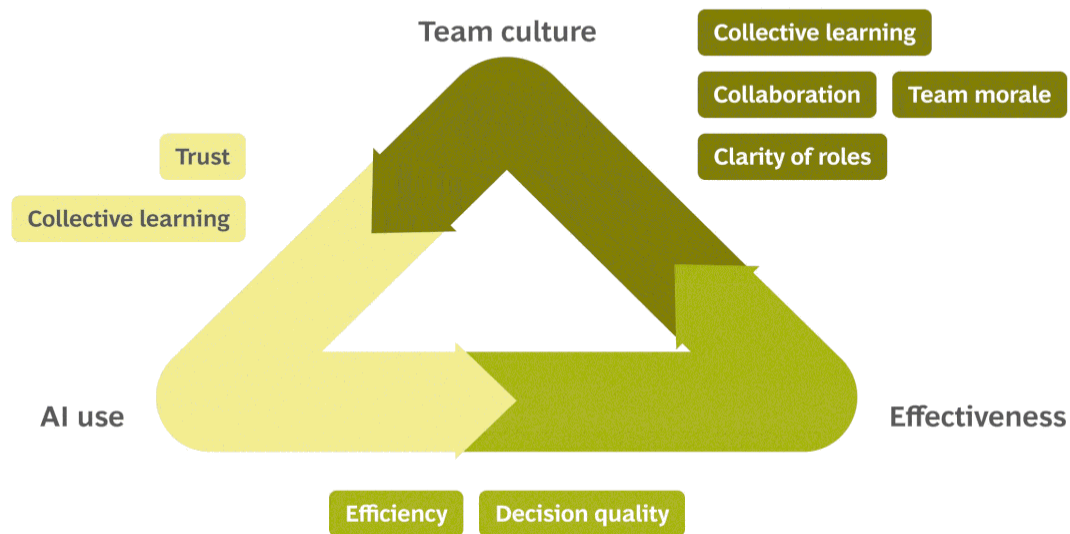 Team culture
Collective learning
Collaboration
Team morale
Trust
Clarity of roles
Collective learning
AI use
Effectiveness
Efficiency
Decision quality